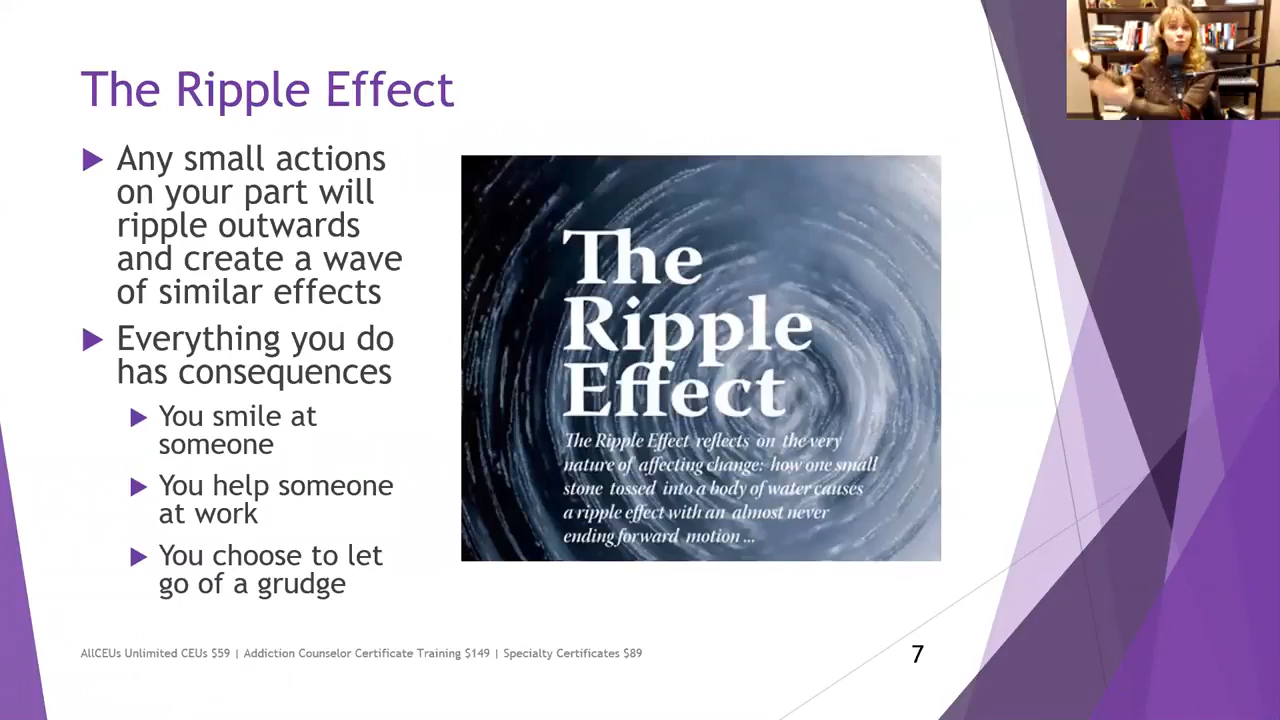 The Ripple Effect
Any small actions
on your part will
ripple outwards
and create a wave
of similar effects
Everything you do
has consequences
You smile at
someone
You help someone
at work
You choose to let
go of a grudge
The
Ripple
Effect
The Ripple Effect reflects on the very
nature of affecting change: how one small
stone tossed into a body of water causes
a ripple effect with an almost never
ending forward motion ...
AllCEUs Unlimited CEUs $59 | Addiction Counselor Certificate Training $149 | Specialty Certificates $89
7